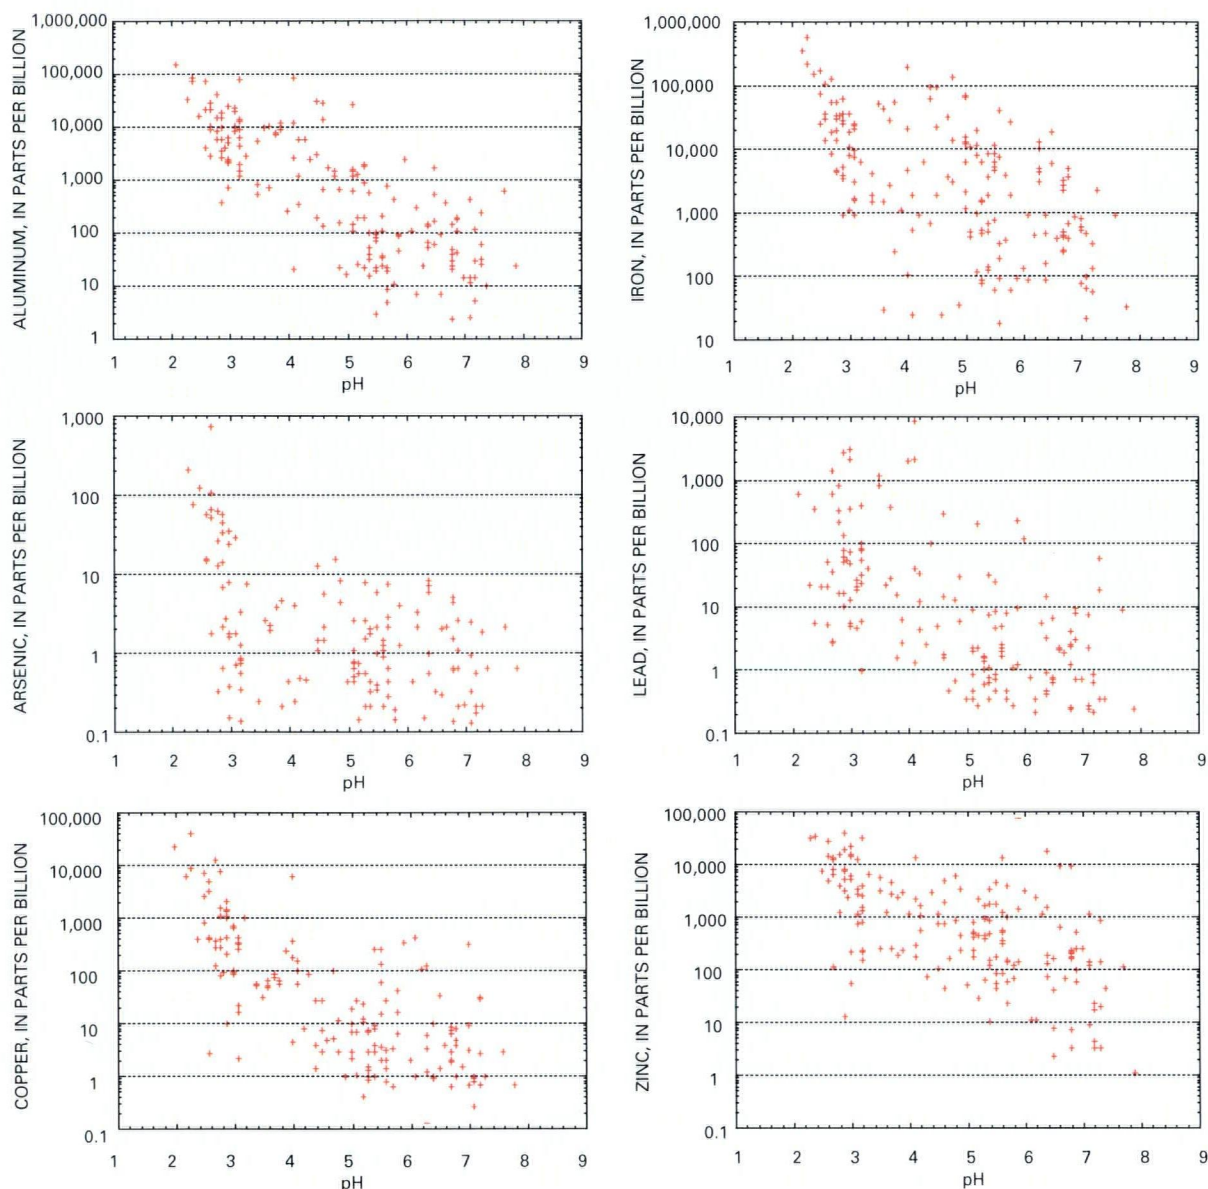 ALUMINUM, IN PARTS PER BILLION
1,000,000
100,000
10,000
1,000
100
10
1
1 2 3 4 5 6 7 8 9
pH
IRON, IN PARTS PER BILLION
1,000,000
100,000
10,000
1,000
100
10
1 2 3 4 5 6 7 8 9
pH
ARSENIC, IN PARTS PER BILLION
1,000
100
10
1
0.1
1 2 3 4 5 6 7 8 9
pH
LEAD, IN PARTS PER BILLION
10,000
1,000
100
10
1
0.1
1 2 3 4 5 6 7 8 9
pH
COPPER, IN PARTS PER BILLION
100,000
10,000
1,000
100
10
1
0.1
1 2 3 4 5 6 7 8 9
pH
ZINC, IN PARTS PER BILLION
100,000
10,000
1,000
100
10
1
0.1
1 2 3 4 5 6 7 8 9
pH